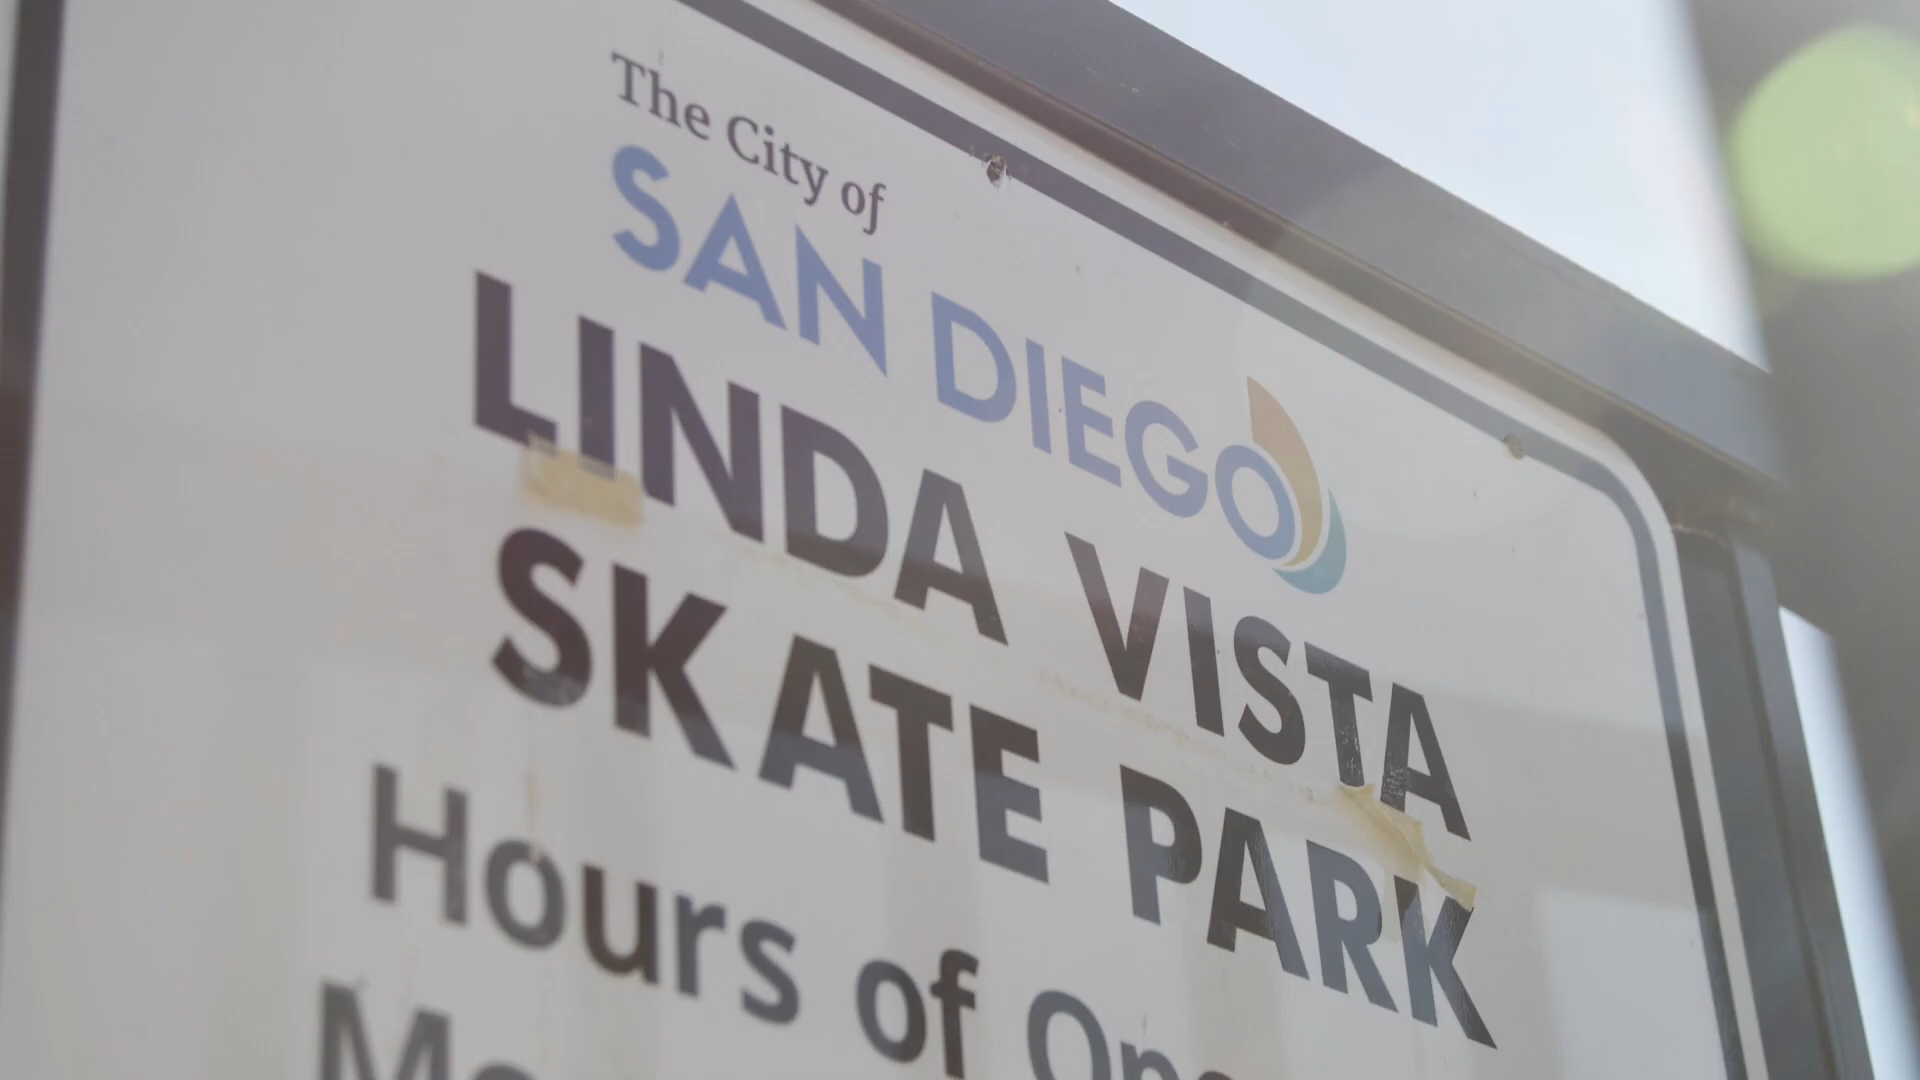 The City of
SAN DIEGO
LINDA VISTA
SKATE PARK
Hours of